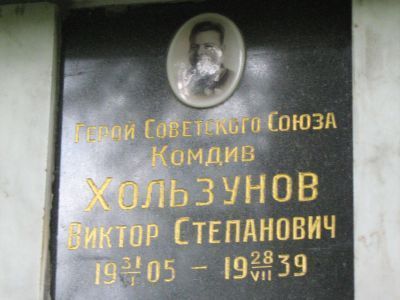 Герой Советского Союза
Комдив
Хользунов
Виктор Степанович
19 31/I 05 – 19 28/VII 39